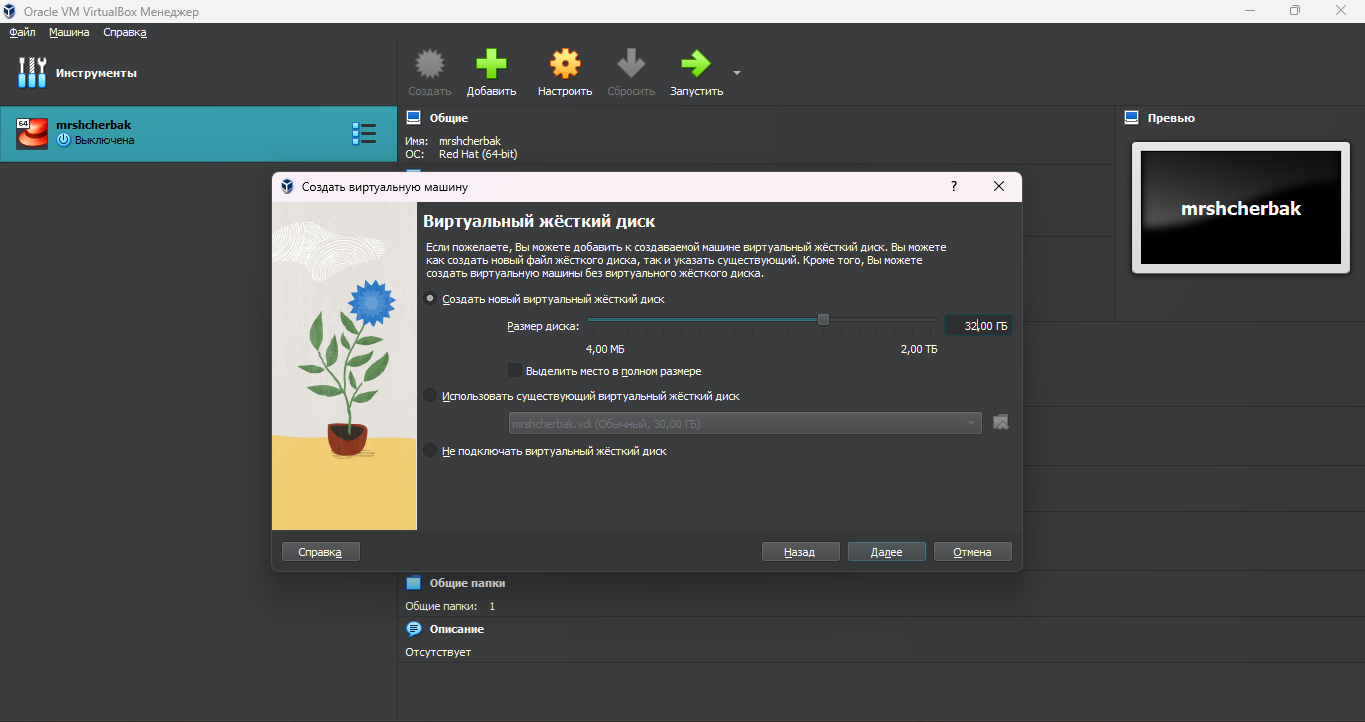 Oracle VM VirtualBox Менеджер
Файл Машина Справка
Инструменты
Создать Добавить Настроить Сбросить Запустить
64
mrshcherbak
Выключена
Общие
Имя: mrshcherbak
ОС: Red Hat (64-bit)
Превью
mrshcherbak
Создать виртуальную машину
?
Виртуальный жёсткий диск
Если пожелаете, Вы можете добавить к создаваемой машине виртуальный жёсткий диск. Вы можете
как создать новый файл жёсткого диска, так и указать существующий. Кроме того, Вы можете
создать виртуальную машины без виртуального жёсткого диска.
Создать новый виртуальный жёсткий диск
Размер диска: 32,00 ГБ
4,00 МБ 2,00 ТБ
Выделить место в полном размере
Использовать существующий виртуальный жёсткий диск
mrshcherbak.vdi (Обычный, 30,00 ГБ)
Не подключать виртуальный жёсткий диск
Справка Назад Далее Отмена
Общие папки
Общие папки: 1
Описание
Отсутствует